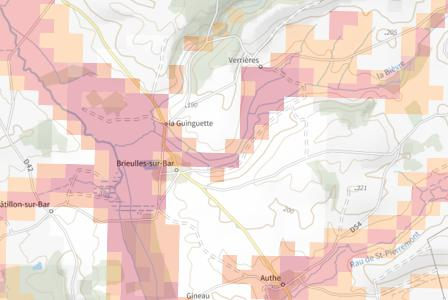 205
Verrières
la Bièvre
190
la Guinguette
Brieulles-sur-Bar
D42
221
âtillon-sur-Bar
200
D54
Rau de St-Pierremont
Authe
Gineau